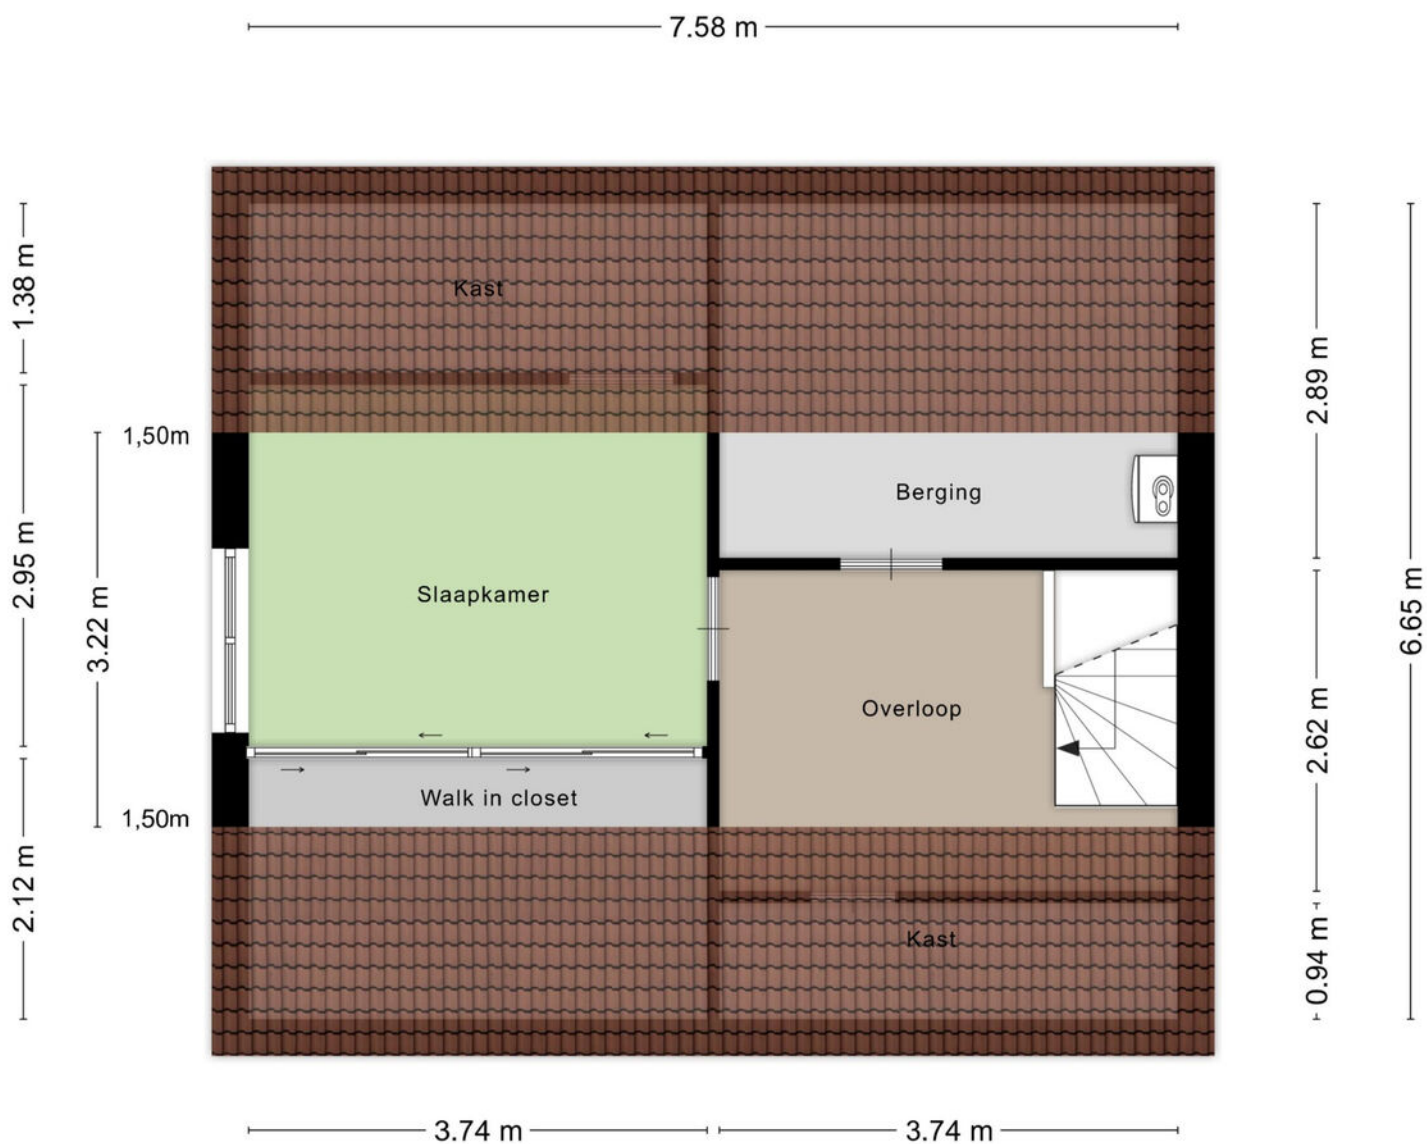 7.58 m
1.38 m
Kast
2.89 m
1,50m
Berging
2.95 m
3.22 m
Slaapkamer
6.65 m
Overloop
2.62 m
Walk in closet
1,50m
2.12 m
Kast
0.94 m
3.74 m
3.74 m